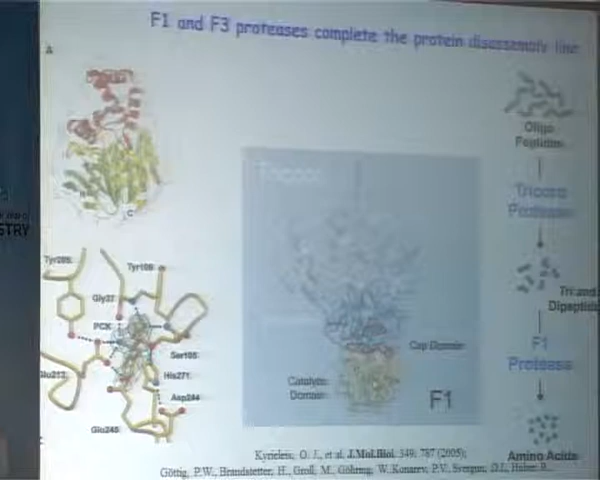 F1 and F3 proteases complete the protein disassembly line
A
C
Tyr205
Tyr106
Gly37
PCK
Ser105
His271
Glu213
Asp244
Glu245
Tricorn
Cap Domain
Catalytic
Domain
F1
Oligo
Peptides
Tricorn
Protease
Tri and
Dipeptides
F1
Protease
Amino Acids
STRY
Kyrieleis, O. J., et al. J.Mol.Biol. 349: 787 (2005);
Göttig, P.W., Brandstetter, H., Groll, M., Göhring, W., Konarev, P.V., Svergun, D.I., Huber R.,